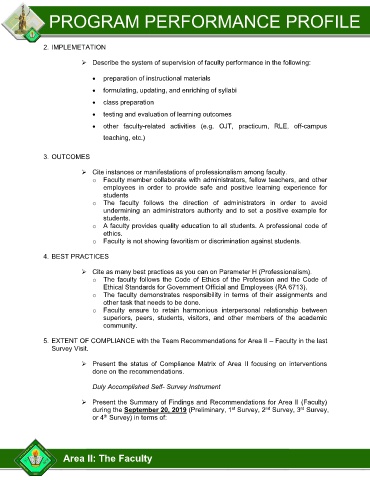 PROGRAM PERFORMANCE PROFILE
2. IMPLEMETATION
➢ Describe the system of supervision of faculty performance in the following:
• preparation of instructional materials
• formulating, updating, and enriching of syllabi
• class preparation
• testing and evaluation of learning outcomes
• other faculty-related activities (e.g. OJT, practicum, RLE, off-campus
teaching, etc.)
3. OUTCOMES
➢ Cite instances or manifestations of professionalism among faculty.
o Faculty member collaborate with administrators, fellow teachers, and other
employees in order to provide safe and positive learning experience for
students
o The faculty follows the direction of administrators in order to avoid
undermining an administrators authority and to set a positive example for
students.
o A faculty provides quality education to all students. A professional code of
ethics.
o Faculty is not showing favoritism or discrimination against students.
4. BEST PRACTICES
➢ Cite as many best practices as you can on Parameter H (Professionalism).
o The faculty follows the Code of Ethics of the Profession and the Code of
Ethical Standards for Government Official and Employees (RA 6713).
o The faculty demonstrates responsibility in terms of their assignments and
other task that needs to be done.
o Faculty ensure to retain harmonious interpersonal relationship between
superiors, peers, students, visitors, and other members of the academic
community.
5. EXTENT OF COMPLIANCE with the Team Recommendations for Area II – Faculty in the last
Survey Visit.
➢ Present the status of Compliance Matrix of Area II focusing on interventions
done on the recommendations.
Duly Accomplished Self- Survey Instrument
➢ Present the Summary of Findings and Recommendations for Area II (Faculty)
during the September 20, 2019 (Preliminary, 1st Survey, 2nd Survey, 3rd Survey,
or 4th Survey) in terms of:
Area II: The Faculty